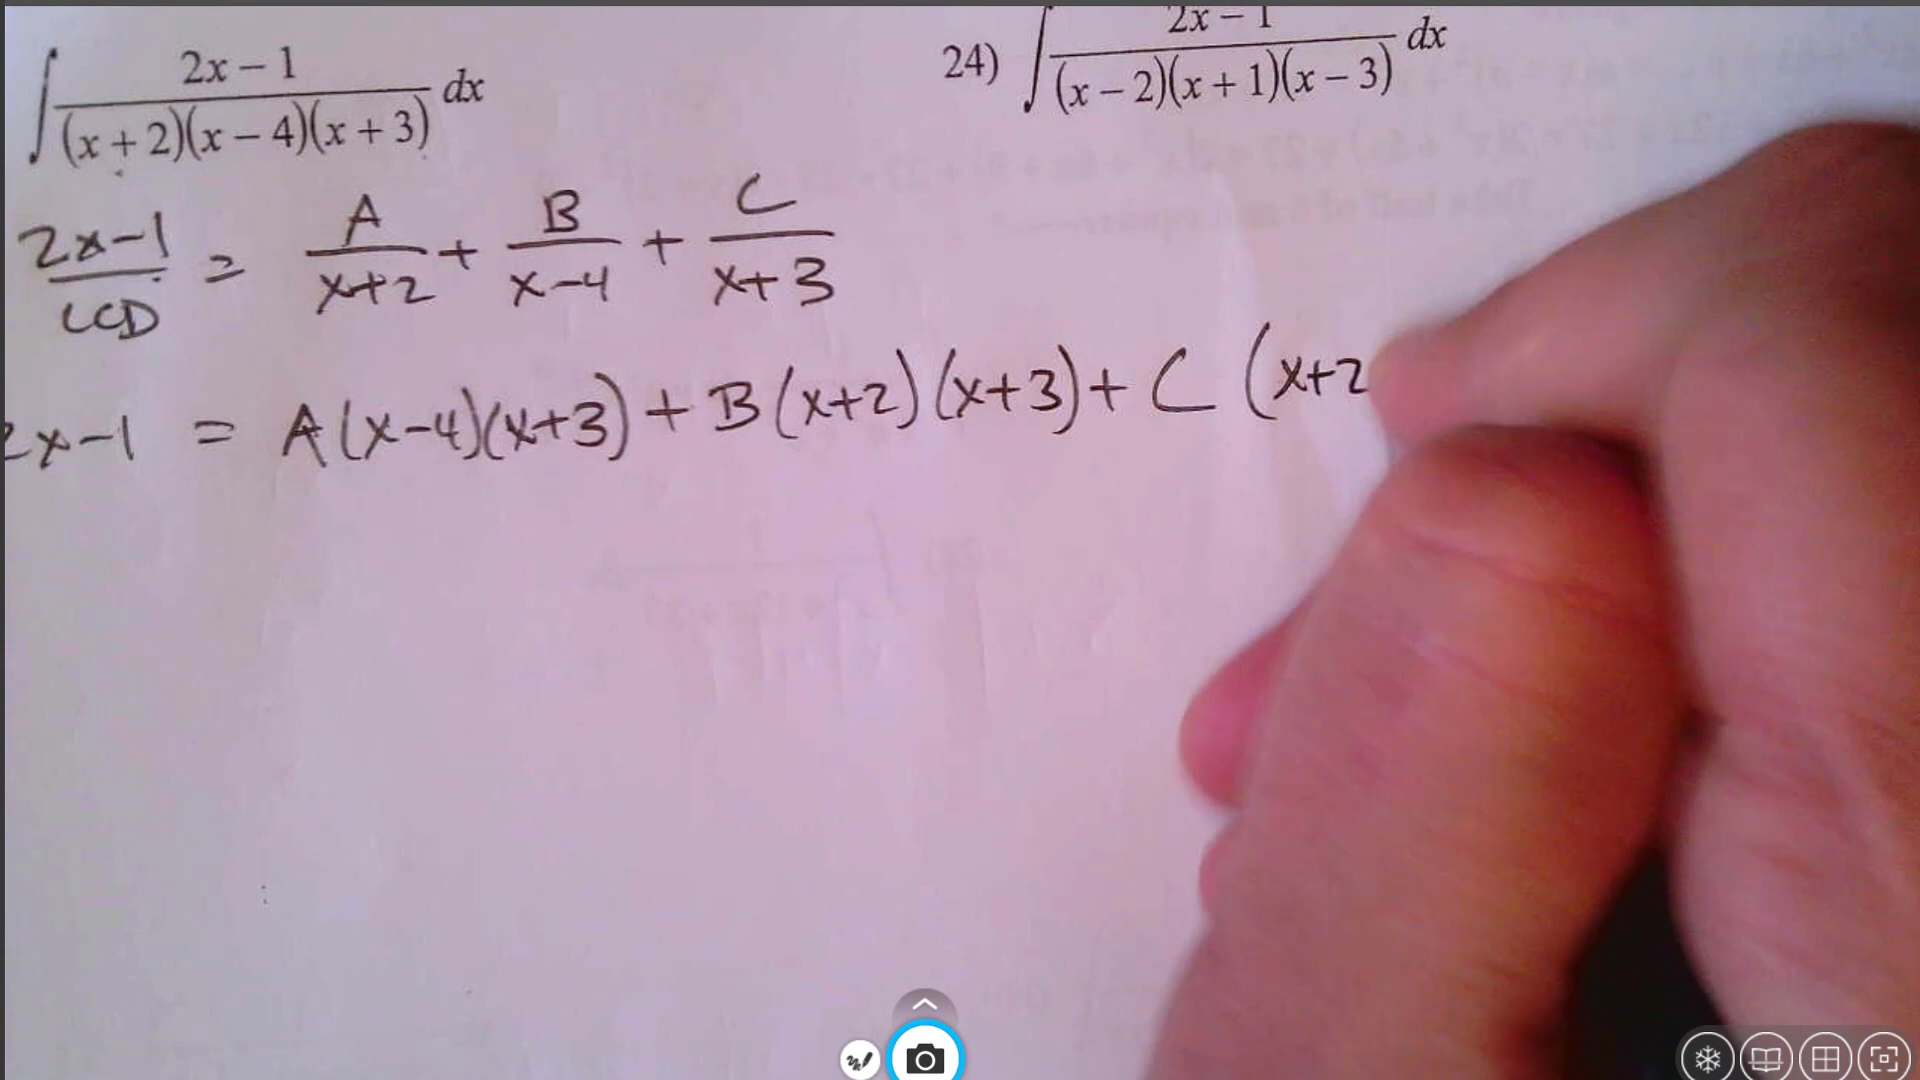 ∫ 2x − 1 / (x + 2)(x − 4)(x + 3) dx
24) ∫ 2x − 1 / (x − 2)(x + 1)(x − 3) dx
2x-1 / LCD = A / x+2 + B / x-4 + C / x+3
2x-1 = A(x-4)(x+3) + B(x+2)(x+3) + C (x+2